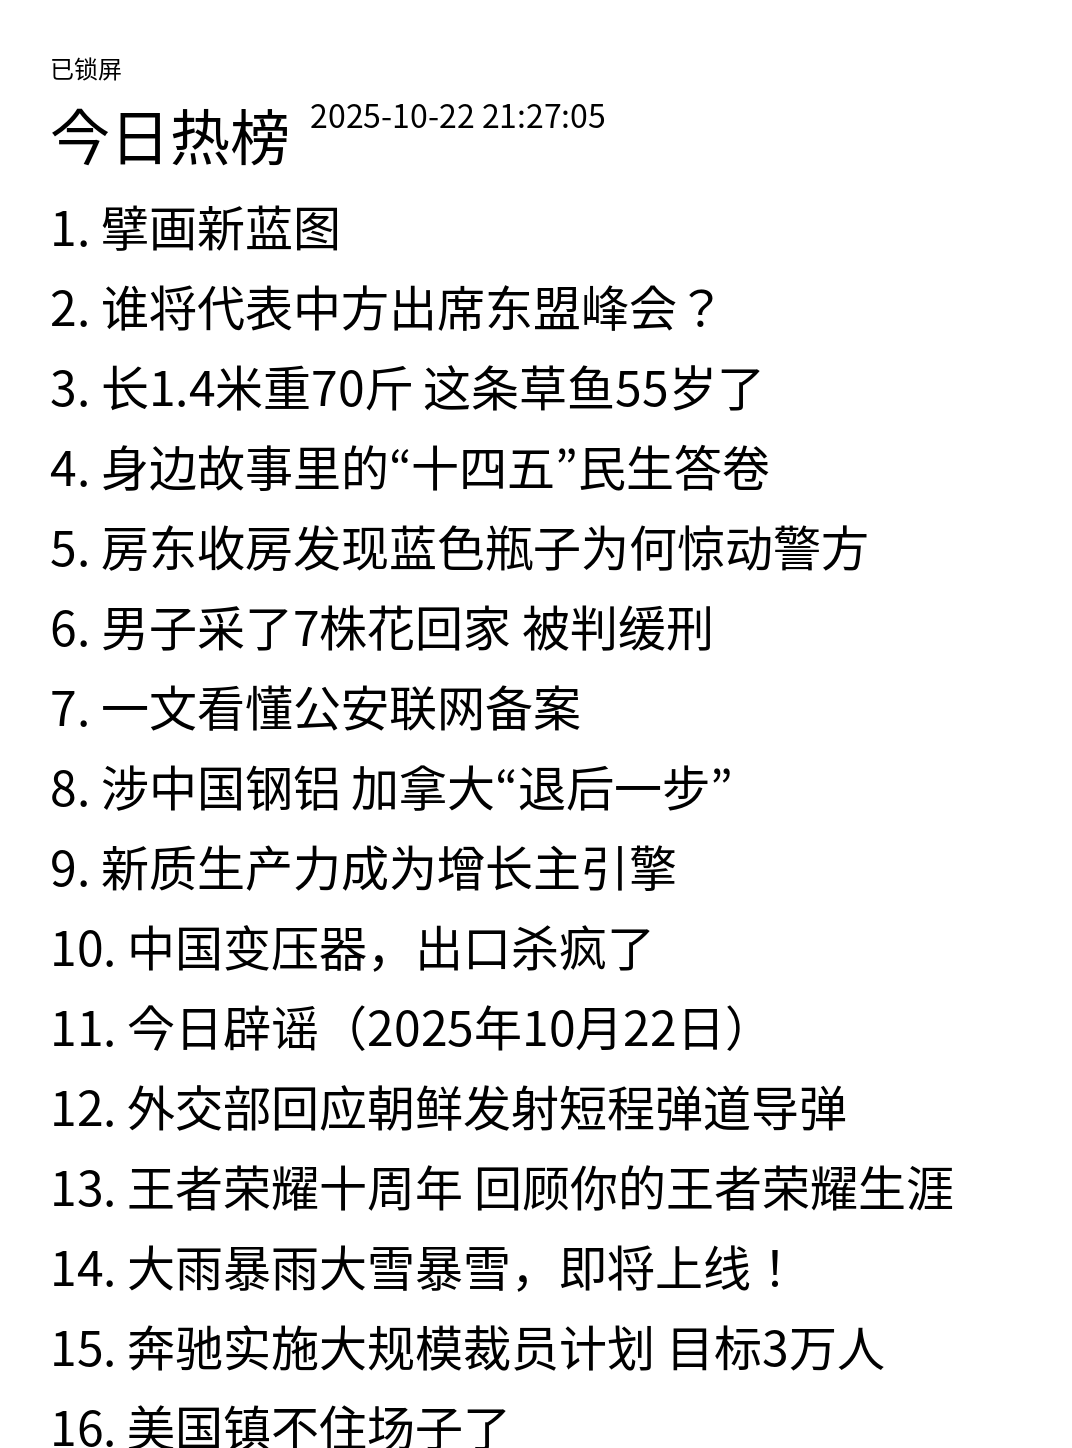 已锁屏
今日热榜 2025-10-22 21:27:05
1. 擘画新蓝图
2. 谁将代表中方出席东盟峰会？
3. 长1.4米重70斤 这条草鱼55岁了
4. 身边故事里的“十四五”民生答卷
5. 房东收房发现蓝色瓶子为何惊动警方
6. 男子采了7株花回家 被判缓刑
7. 一文看懂公安联网备案
8. 涉中国钢铝 加拿大“退后一步”
9. 新质生产力成为增长主引擎
10. 中国变压器，出口杀疯了
11. 今日辟谣（2025年10月22日）
12. 外交部回应朝鲜发射短程弹道导弹
13. 王者荣耀十周年 回顾你的王者荣耀生涯
14. 大雨暴雨大雪暴雪，即将上线！
15. 奔驰实施大规模裁员计划 目标3万人
16. 美国镇不住场子了